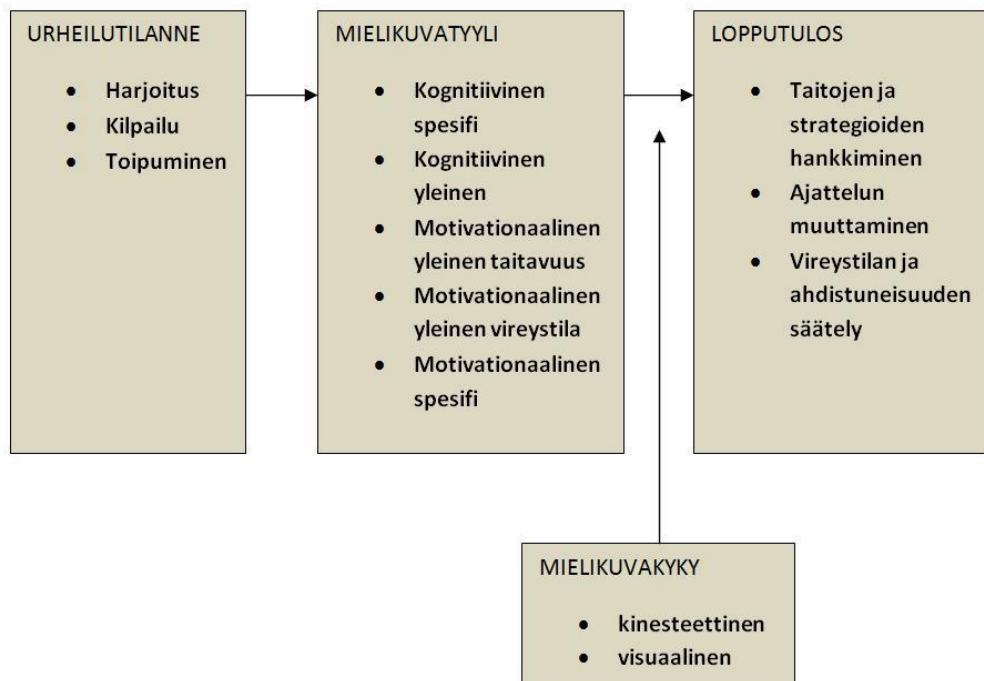 URHEILUTILANNE
• Harjoitus
• Kilpailu
• Toipuminen
MIELIKUVATYYLI
• Kognitiivinen
spesifi
• Kognitiivinen
yleinen
• Motivationaalinen
yleinen taitavuus
• Motivationaalinen
yleinen vireystila
• Motivationaalinen
spesifi
LOPPUTULOS
• Taitojen ja
strategioiden
hankkiminen
• Ajattelun
muuttaminen
• Vireystilan ja
ahdistuneisuuden
säätely
MIELIKUVAKYKY
• kinesteettinen
• visuaalinen